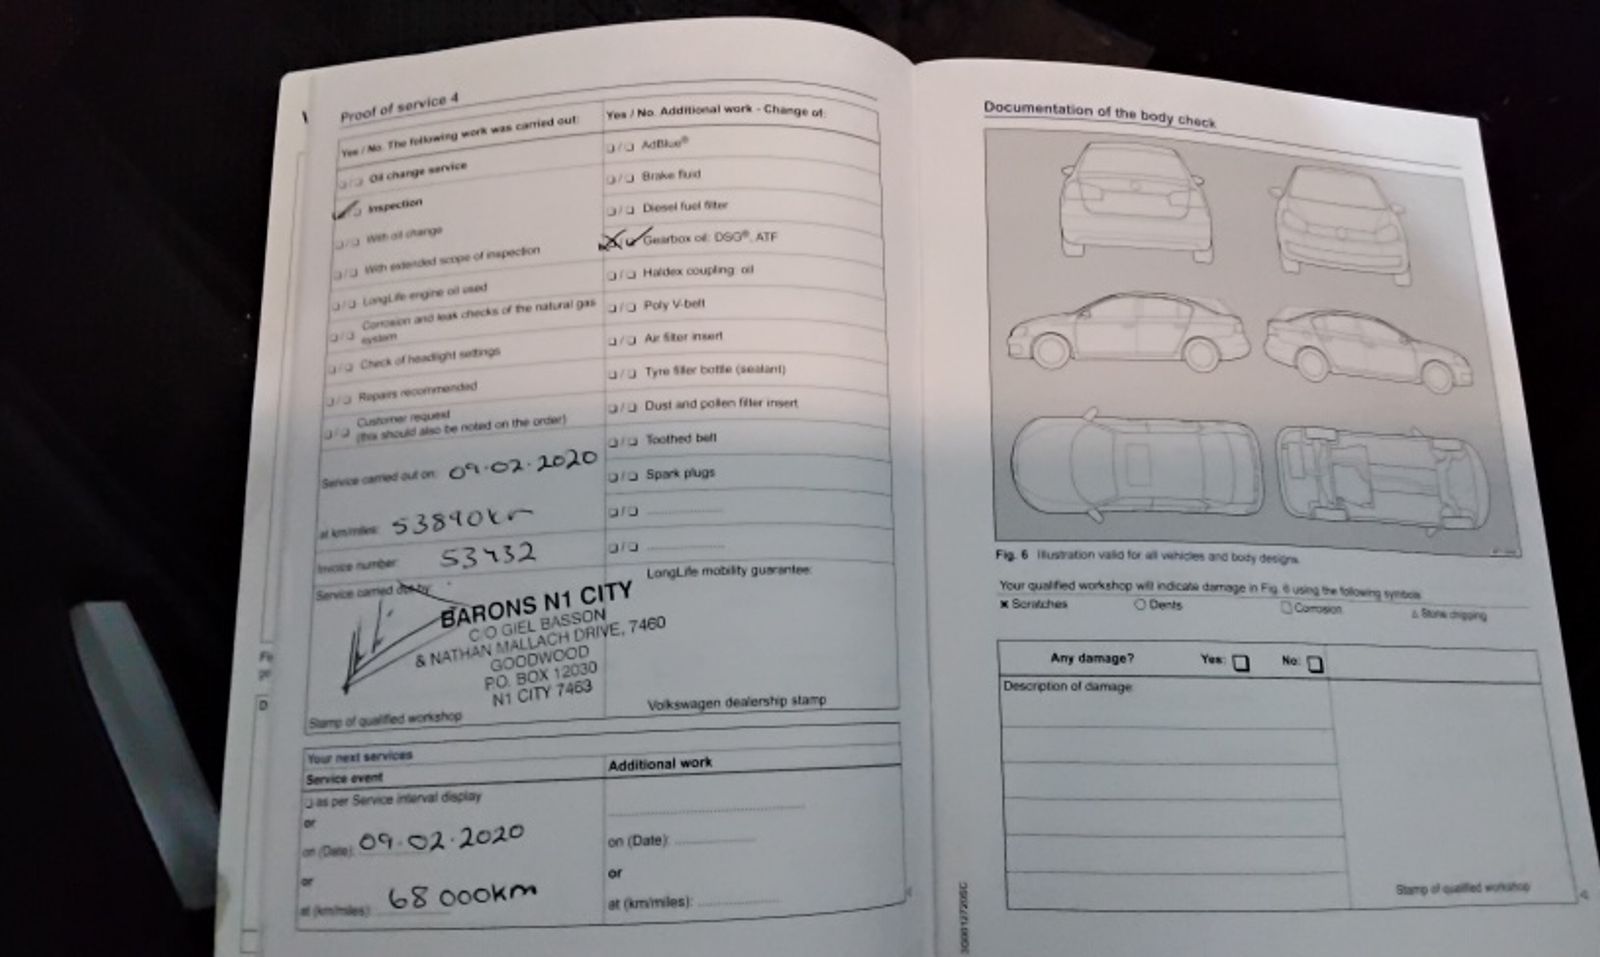 Proof of service 4
Yes / No. The following work was carried out:
❑/❑ Oil change service
✓❑ Inspection
❑/❑ With oil change
❑/❑ With extended scope of inspection
❑/❑ LongLife engine oil used
❑/❑ Corrosion and leak checks of the natural gas
system
❑/❑ Check of headlight settings
❑/❑ Repairs recommended
❑/❑ Customer request
(this should also be noted on the order)
Service carried out on: 09.02.2020
at km/miles: 53890km
Invoice number: 53432
Service carried out by:
BARONS N1 CITY
C/O GIEL BASSON
& NATHAN MALLACH DRIVE, 7460
GOODWOOD
P.O. BOX 12030
N1 CITY 7463
Stamp of qualified workshop
Yes / No. Additional work - Change of:
❑/❑ AdBlue®
❑/❑ Brake fluid
❑/❑ Diesel fuel filter
Gearbox oil: DSG®, ATF
❑/❑ Haldex coupling: oil
❑/❑ Poly V-belt
❑/❑ Air filter insert
❑/❑ Tyre filler bottle (sealant)
❑/❑ Dust and pollen filter insert
❑/❑ Toothed belt
❑/❑ Spark plugs
❑/❑ ....................
❑/❑ ....................
LongLife mobility guarantee:
Volkswagen dealership stamp
Your next services
Service event
❑ as per Service interval display
or
on (Date): 09.02.2020
or
at (km/miles): 68 000km
Additional work
on (Date): ....................
or
at (km/miles): ....................
Documentation of the body check
Fig. 6 Illustration valid for all vehicles and body designs.
Your qualified workshop will indicate damage in Fig. 6 using the following symbols
✖ Scratches ○ Dents ❑ Corrosion ▵ Stone chipping
Any damage? Yes: ❑ No: ❑
Description of damage:
Stamp of qualified workshop